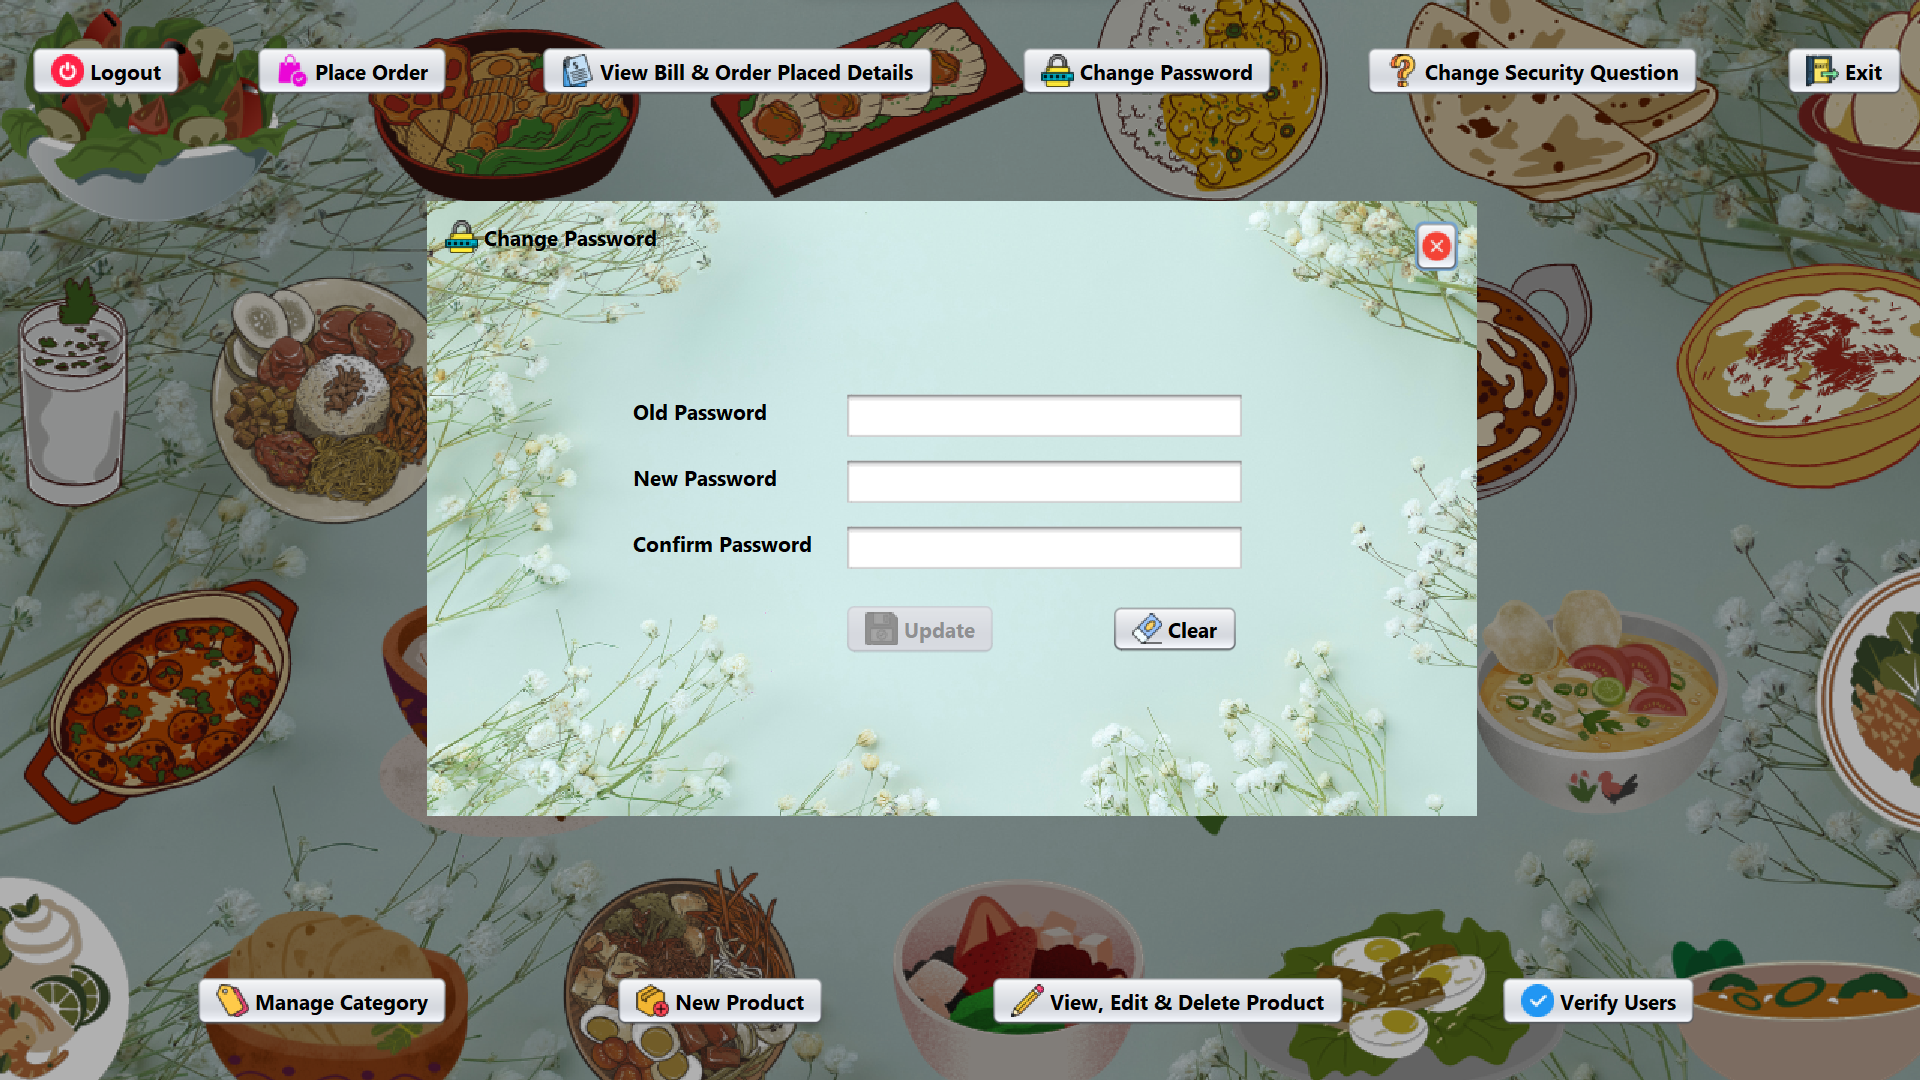 Logout
Place Order
View Bill & Order Placed Details
Change Password
Change Security Question
Exit
Change Password
Old Password
New Password
Confirm Password
Update
Clear
Manage Category
New Product
View, Edit & Delete Product
Verify Users